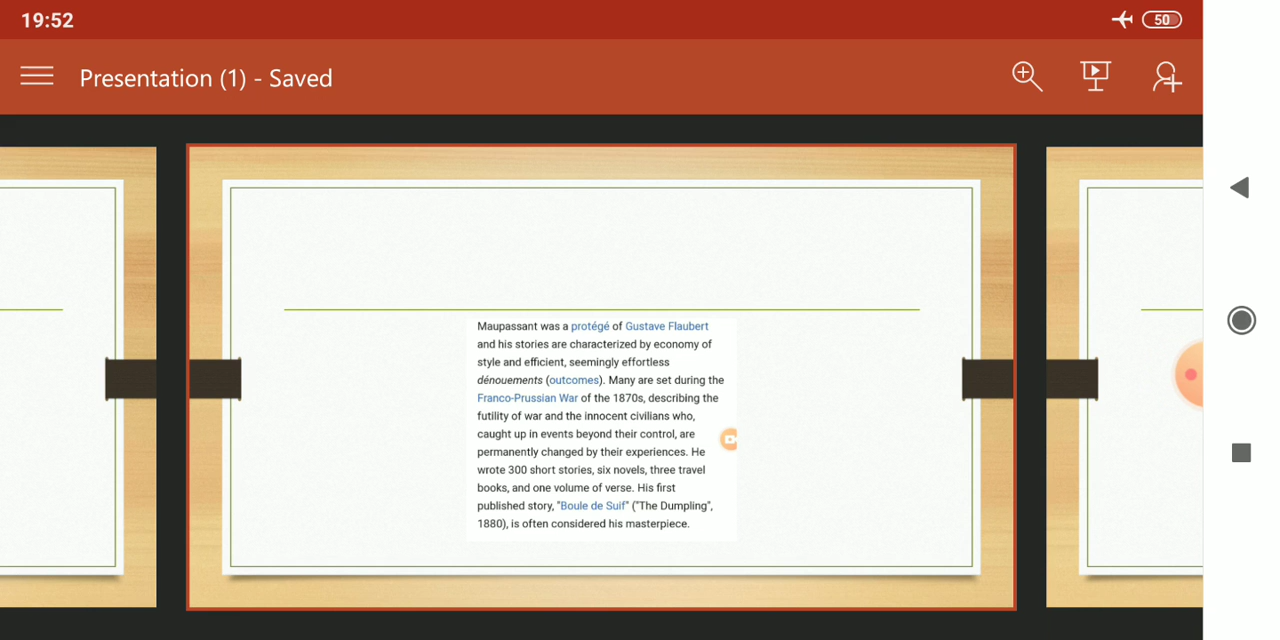 19:52
50
Presentation (1) - Saved
Maupassant was a protégé of Gustave Flaubert
and his stories are characterized by economy of
style and efficient, seemingly effortless
dénouements (outcomes). Many are set during the
Franco-Prussian War of the 1870s, describing the
futility of war and the innocent civilians who,
caught up in events beyond their control, are
permanently changed by their experiences. He
wrote 300 short stories, six novels, three travel
books, and one volume of verse. His first
published story, "Boule de Suif" ("The Dumpling",
1880), is often considered his masterpiece.